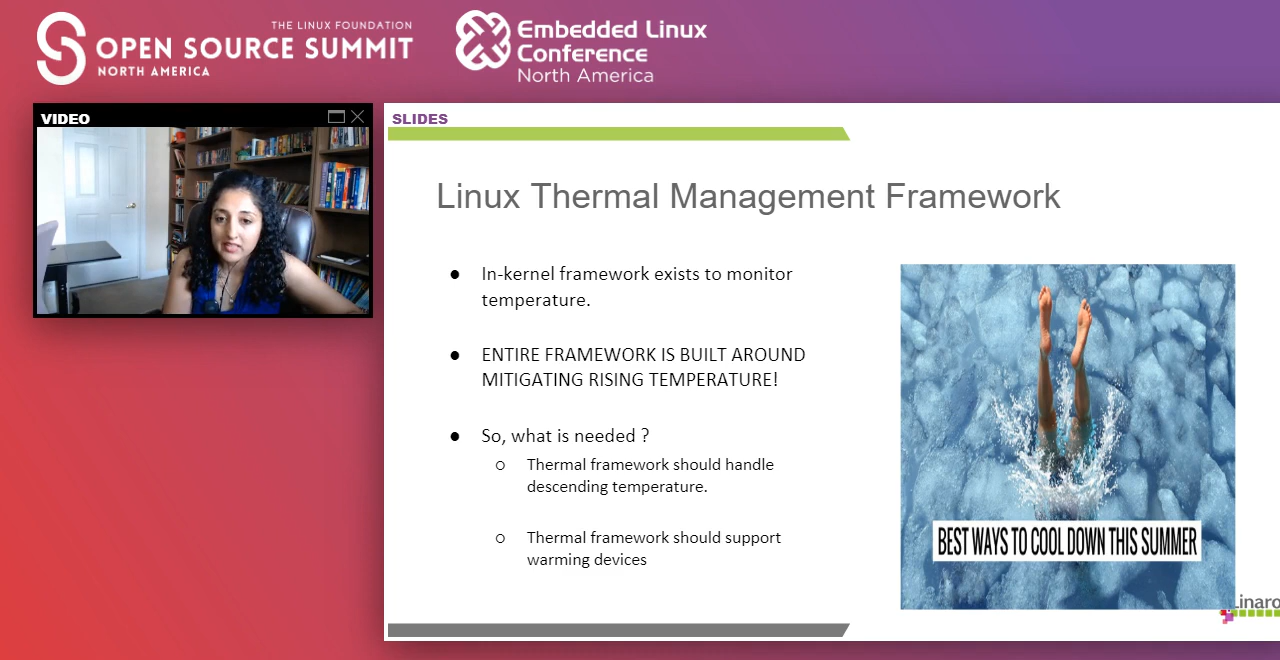 THE LINUX FOUNDATION
OPEN SOURCE SUMMIT
NORTH AMERICA
Embedded Linux
Conference
North America
VIDEO
SLIDES
Linux Thermal Management Framework
● In-kernel framework exists to monitor
temperature.
● ENTIRE FRAMEWORK IS BUILT AROUND
MITIGATING RISING TEMPERATURE!
● So, what is needed ?
○ Thermal framework should handle
descending temperature.
○ Thermal framework should support
warming devices
BEST WAYS TO COOL DOWN THIS SUMMER
Linaro